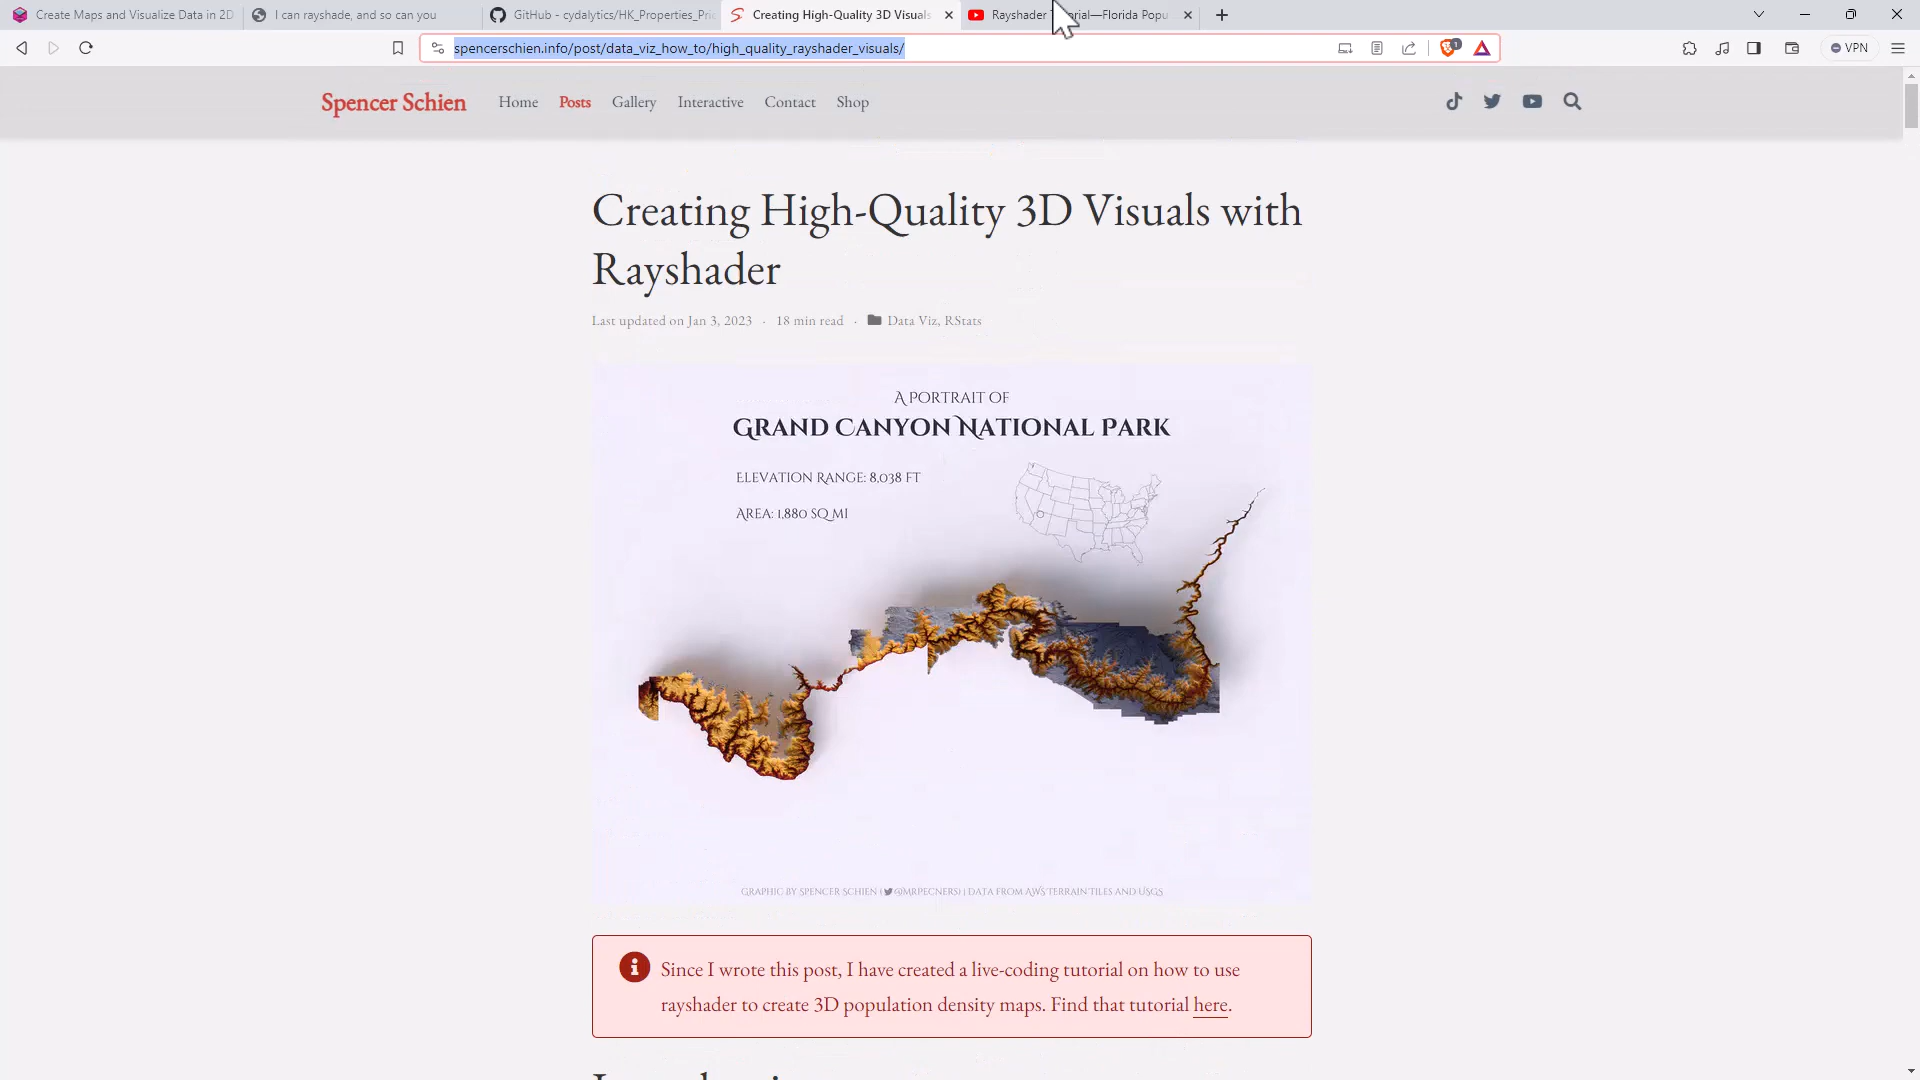 Create Maps and Visualize Data in 2D
I can rayshade, and so can you
GitHub - cydalytics/HK_Properties_Pric
Creating High-Quality 3D Visuals
Rayshader
—Florida Popu
spencerschien.info/post/data_viz_how_to/high_quality_rayshader_visuals/
1
VPN
Spencer Schien
Home
Posts
Gallery
Interactive
Contact
Shop
Creating High-Quality 3D Visuals with
Rayshader
Last updated on Jan 3, 2023 · 18 min read · Data Viz, RStats
A PORTRAIT OF
GRAND CANYON NATIONAL PARK
ELEVATION RANGE: 8,038 FT
AREA: 1,880 SQ MI
GRAPHIC BY SPENCER SCHIEN (@MRPECNERS) | DATA FROM AWS TERRAIN TILES AND USGS
Since I wrote this post, I have created a live-coding tutorial on how to use
rayshader to create 3D population density maps. Find that tutorial here.